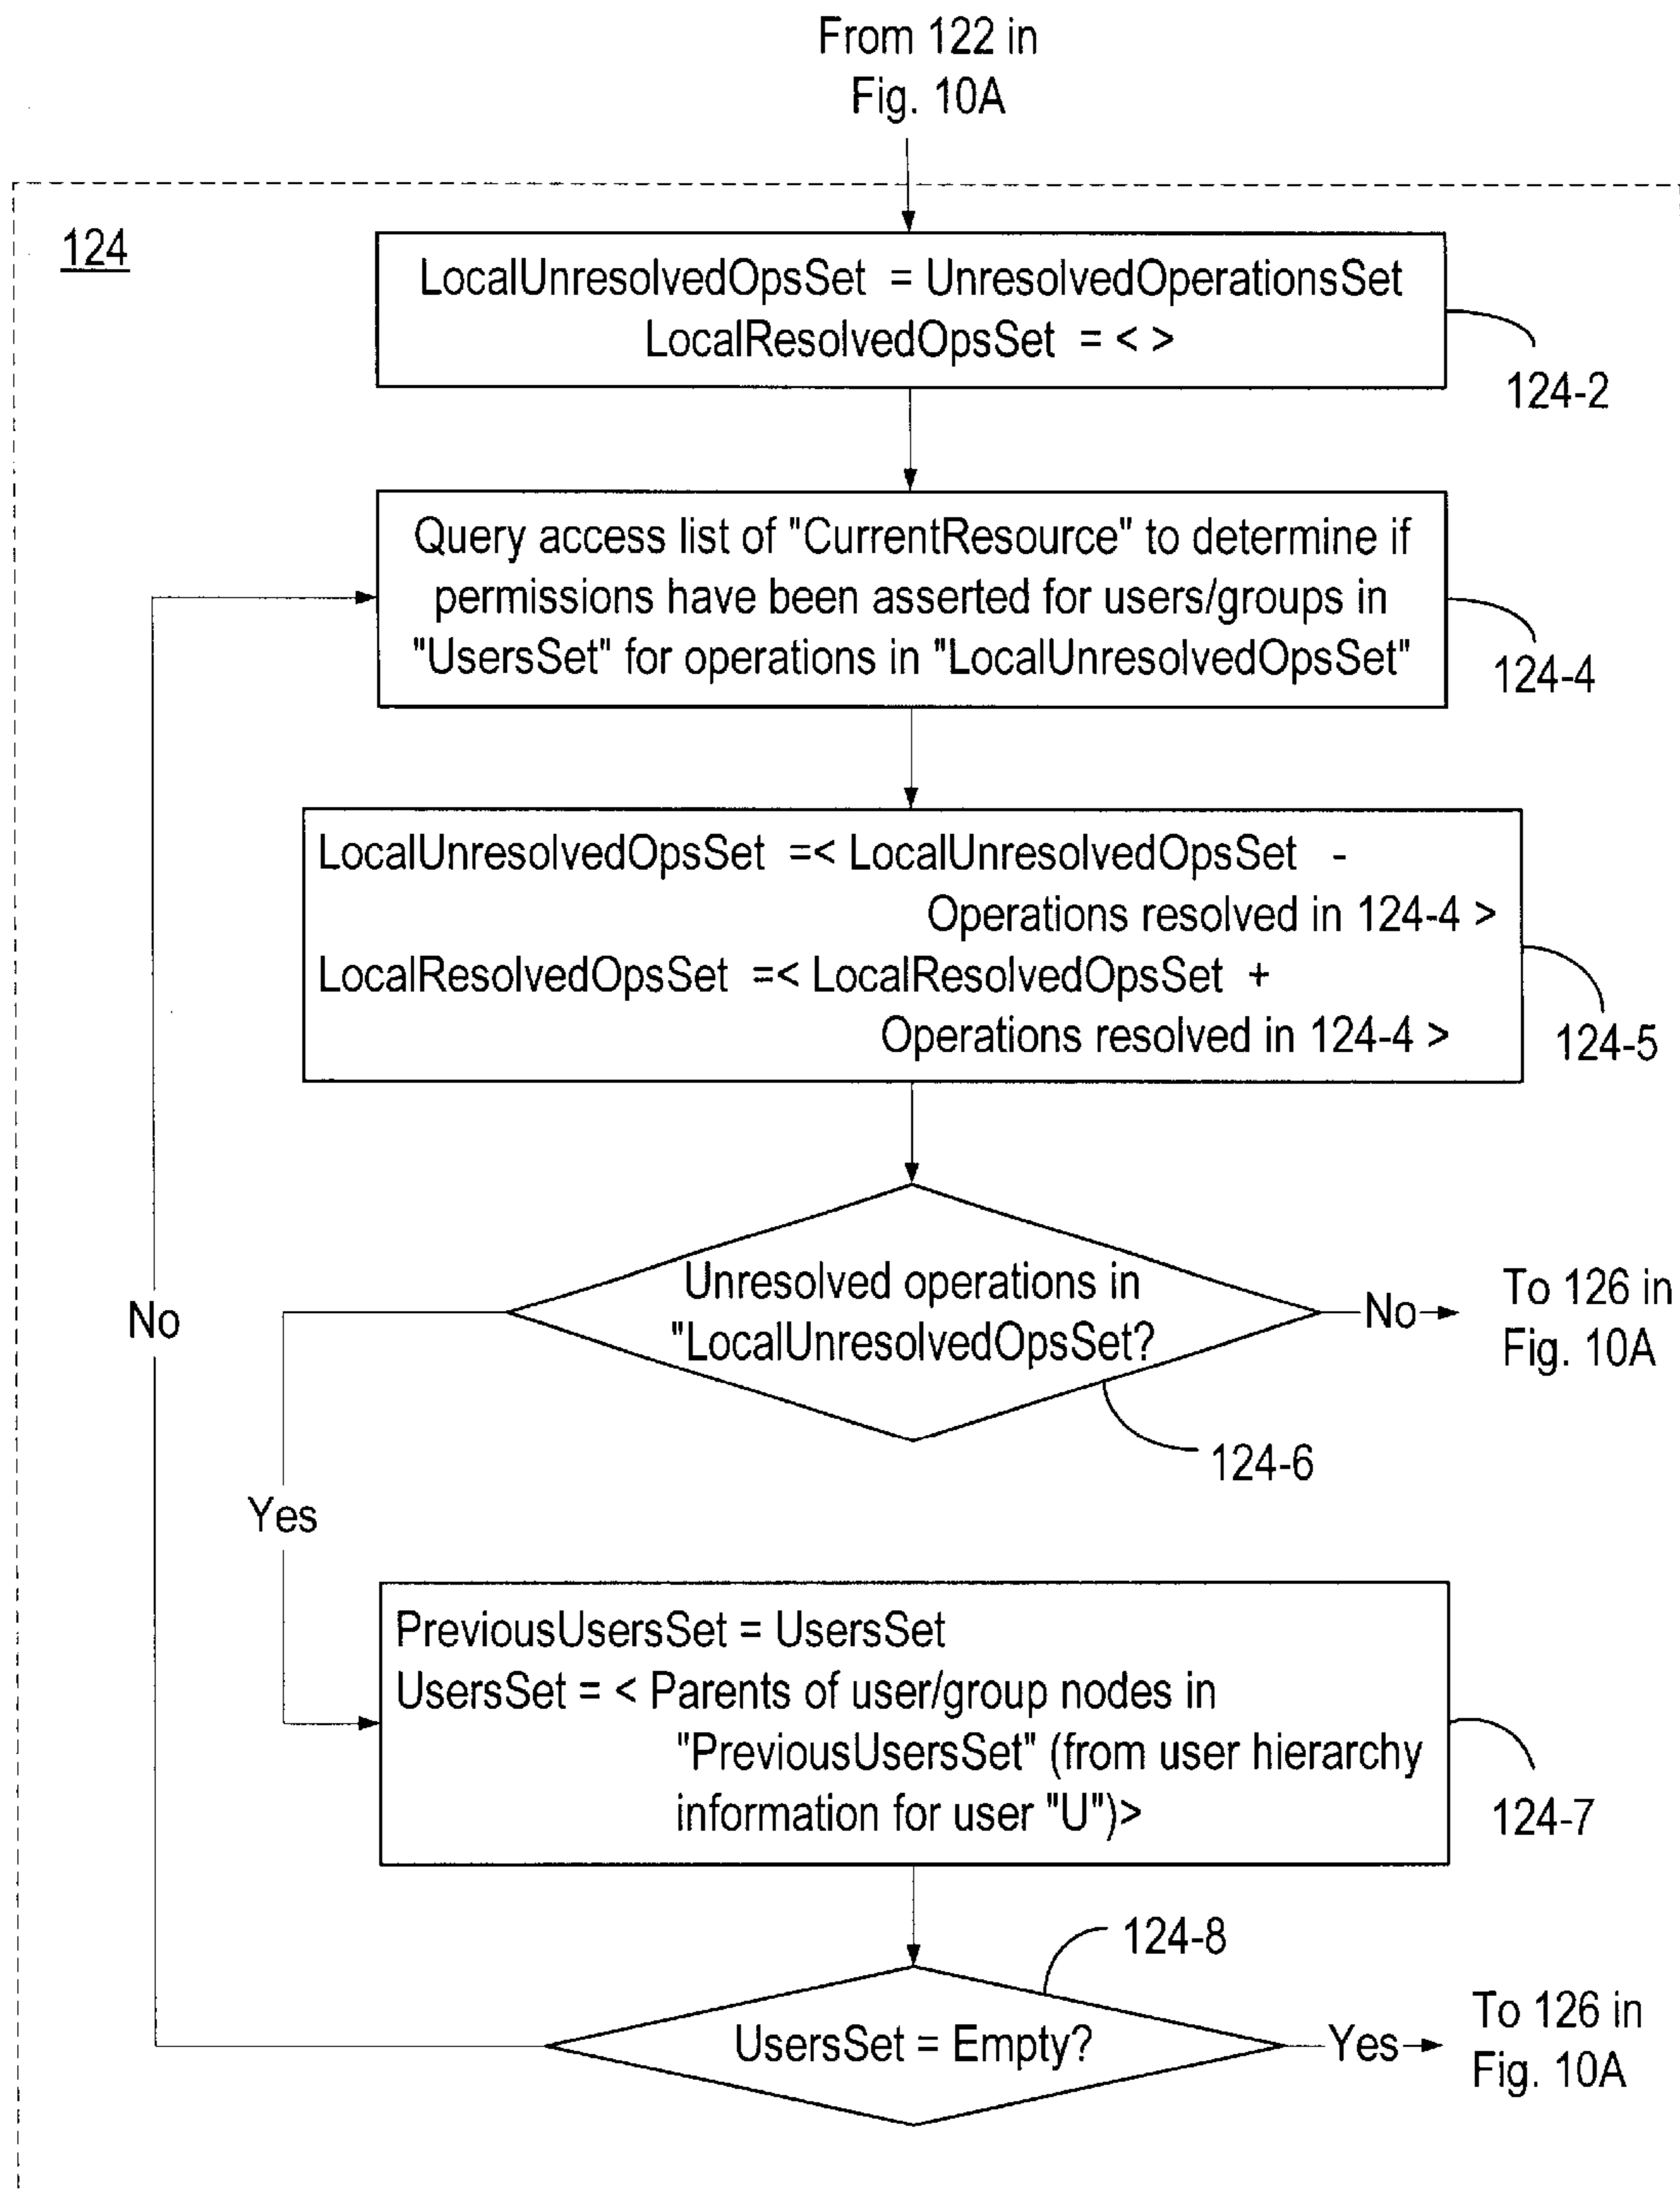 From 122 in
Fig. 10A
124
LocalUnresolvedOpsSet = UnresolvedOperationsSet
LocalResolvedOpsSet = < >
124-2
Query access list of "CurrentResource" to determine if
permissions have been asserted for users/groups in
"UsersSet" for operations in "LocalUnresolvedOpsSet"
124-4
LocalUnresolvedOpsSet =< LocalUnresolvedOpsSet -
Operations resolved in 124-4 >
LocalResolvedOpsSet =< LocalResolvedOpsSet +
Operations resolved in 124-4 >
124-5
Unresolved operations in
"LocalUnresolvedOpsSet?
No
To 126 in
Fig. 10A
No
124-6
Yes
PreviousUsersSet = UsersSet
UsersSet = < Parents of user/group nodes in
"PreviousUsersSet" (from user hierarchy
information for user "U")>
124-7
124-8
UsersSet = Empty?
Yes
To 126 in
Fig. 10A